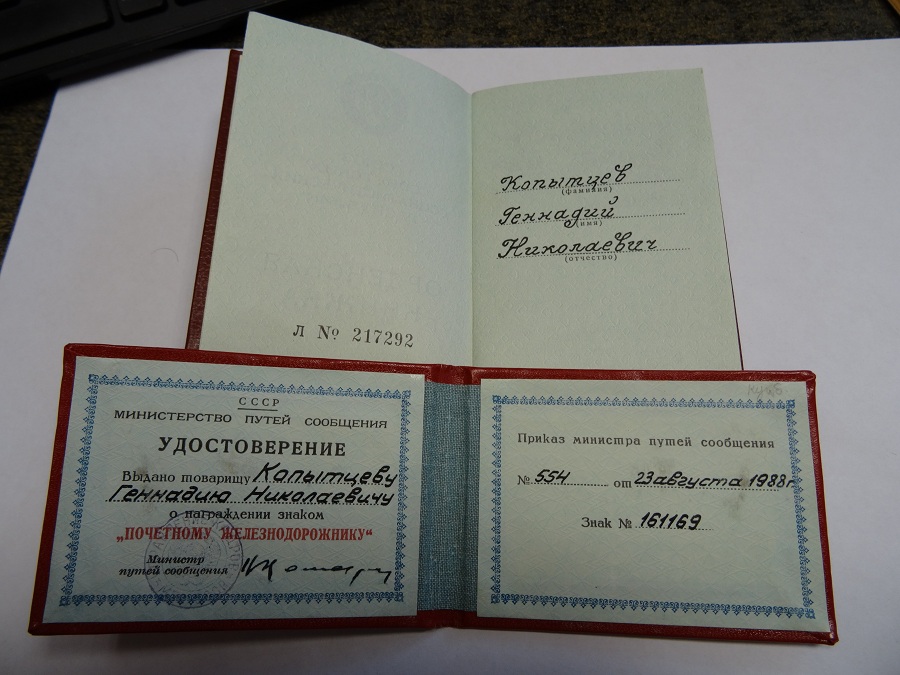 Копытцев
(фамилия)
Геннадий
(имя)
Николаевич
(отчество)
Л № 217292
СССР
МИНИСТЕРСТВО ПУТЕЙ СООБЩЕНИЯ
УДОСТОВЕРЕНИЕ
Выдано товарищу Копытцеву
Геннадию Николаевичу
о награждении знаком
„ПОЧЕТНОМУ ЖЕЛЕЗНОДОРОЖНИКУ“
Министр
путей сообщения
Приказ министра путей сообщения
№ 554 от 23 августа 1988 г
Знак № 161169